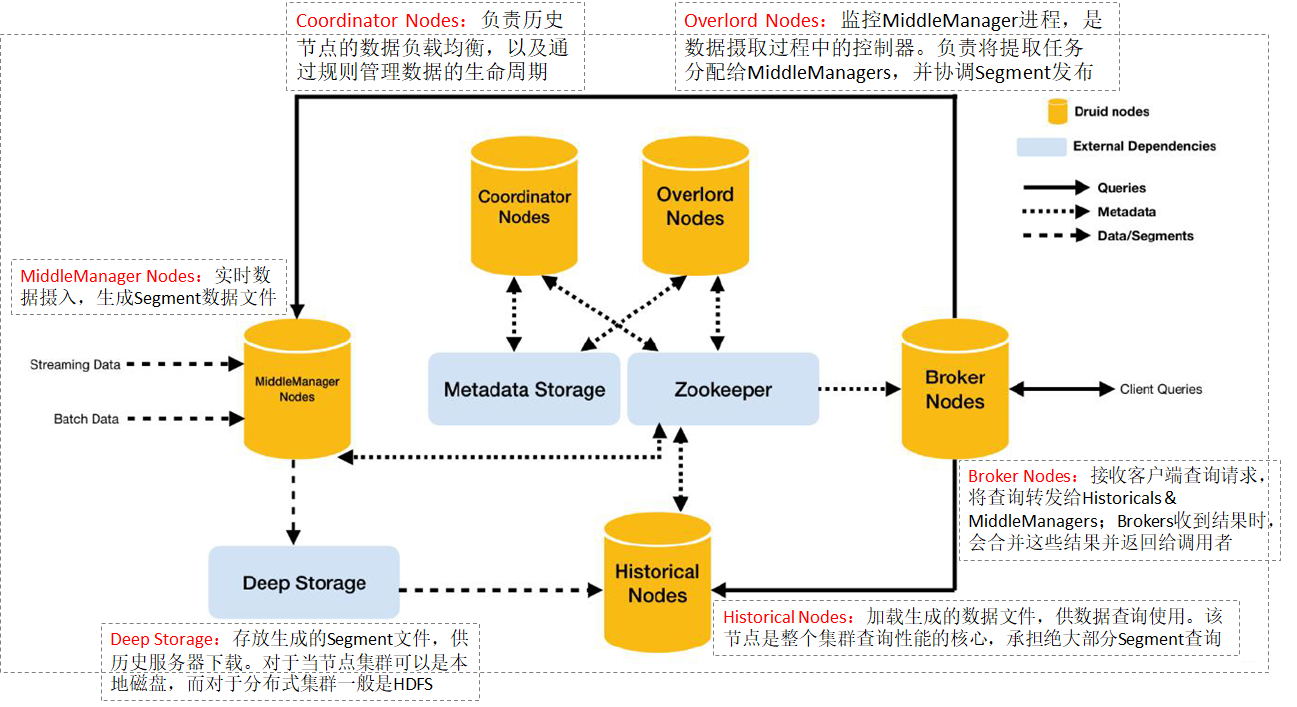 Coordinator Nodes：负责历史
节点的数据负载均衡，以及通
过规则管理数据的生命周期
Overlord Nodes：监控MiddleManager进程，是
数据摄取过程中的控制器。负责将提取任务
分配给MiddleManagers，并协调Segment发布
Druid nodes
External Dependencies
Queries
Metadata
Data/Segments
Coordinator
Nodes
Overlord
Nodes
MiddleManager Nodes：实时数
据摄入，生成Segment数据文件
Streaming Data
Batch Data
MiddleManager
Nodes
Metadata Storage
Zookeeper
Broker
Nodes
Client Queries
Broker Nodes：接收客户端查询请求，
将查询转发给Historicals &
MiddleManagers；Brokers收到结果时，
会合并这些结果并返回给调用者
Deep Storage
Historical
Nodes
Historical Nodes：加载生成的数据文件，供数据查询使用。该
节点是整个集群查询性能的核心，承担绝大部分Segment查询
Deep Storage：存放生成的Segment文件，供
历史服务器下载。对于当节点集群可以是本
地磁盘，而对于分布式集群一般是HDFS